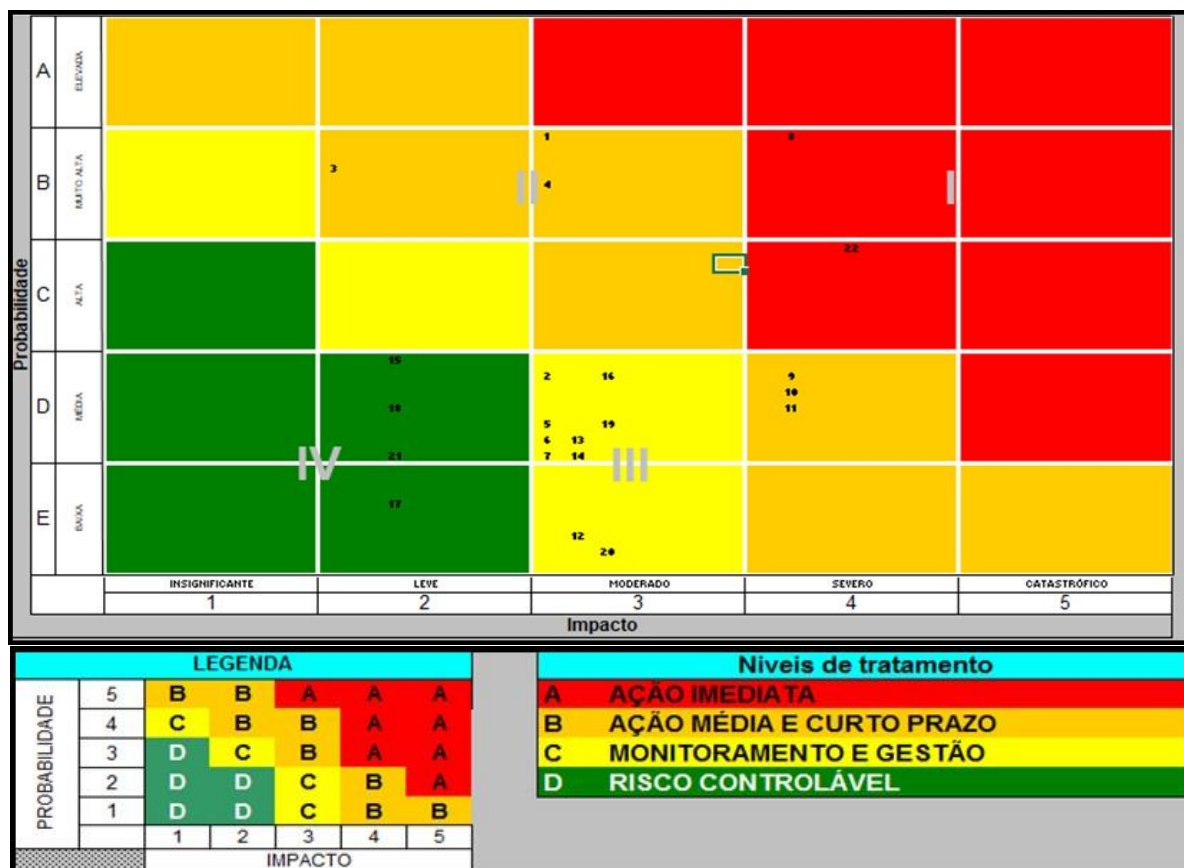 A ELEVADA
B MUITO ALTA
C ALTA
D MÉDIA
E BAIXA
Probabilidade
1 8
3
4
II I
22
15
2 16 9
10
18 11
5 19
6 13
21 7 14
IV III
17
12
20
INSIGNIFICANTE LEVE MODERADO SEVERO CATASTRÓFICO
1 2 3 4 5
Impacto
LEGENDA
PROBABILIDADE
5 B B A A A
4 C B B A A
3 D C B A A
2 D D C B A
1 D D C B B
1 2 3 4 5
IMPACTO
Niveis de tratamento
A AÇÃO IMEDIATA
B AÇÃO MÉDIA E CURTO PRAZO
C MONITORAMENTO E GESTÃO
D RISCO CONTROLÁVEL